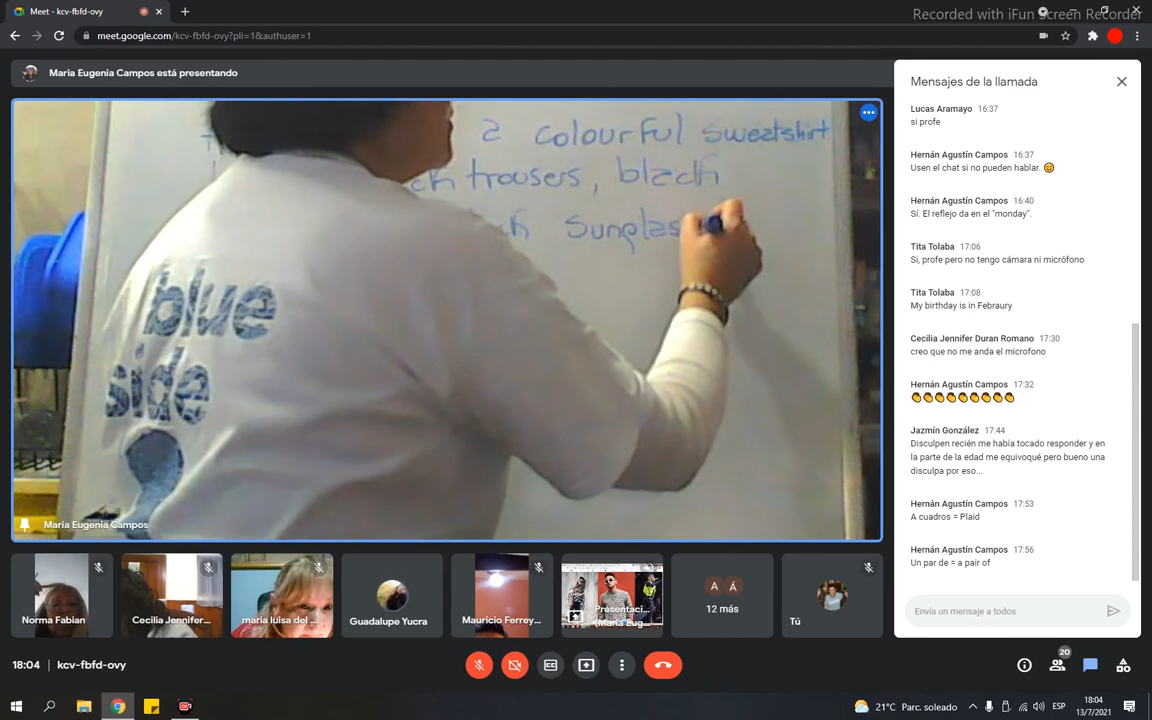 Meet - kcv-fbfd-ovy
Recorded with iFun Screen Recorder
meet.google.com/kcv-fbfd-ovy?pli=1&authuser=1
Maria Eugenia Campos está presentando
2 colourful sweatshirt
ch trousers, black
sunglas
blue
side
Maria Eugenia Campos
Norma Fabian
Cecilia Jennifer...
maria luisa del ...
Guadalupe Yucra
Mauricio Ferrey...
Presentaci...
(Maria Eug...
A Á
12 más
Tú
Mensajes de la llamada
Lucas Aramayo 16:37
si profe
Hernán Agustín Campos 16:37
Usen el chat si no pueden hablar. 😊
Hernán Agustín Campos 16:40
Sí. El reflejo da en el "monday".
Tita Tolaba 17:06
Si, profe pero no tengo cámara ni micrófono
Tita Tolaba 17:08
My birthday is in Febraury
Cecilia Jennifer Duran Romano 17:30
creo que no me anda el microfono
Hernán Agustín Campos 17:32
👏👏👏👏👏👏👏👏👏
Jazmín González 17:44
Disculpen recién me había tocado responder y en
la parte de la edad me equivoqué pero bueno una
disculpa por eso...
Hernán Agustín Campos 17:53
A cuadros = Plaid
Hernán Agustín Campos 17:56
Un par de = a pair of
Envía un mensaje a todos
18:04 | kcv-fbfd-ovy
20
21°C Parc. soleado
ESP
18:04
13/7/2021